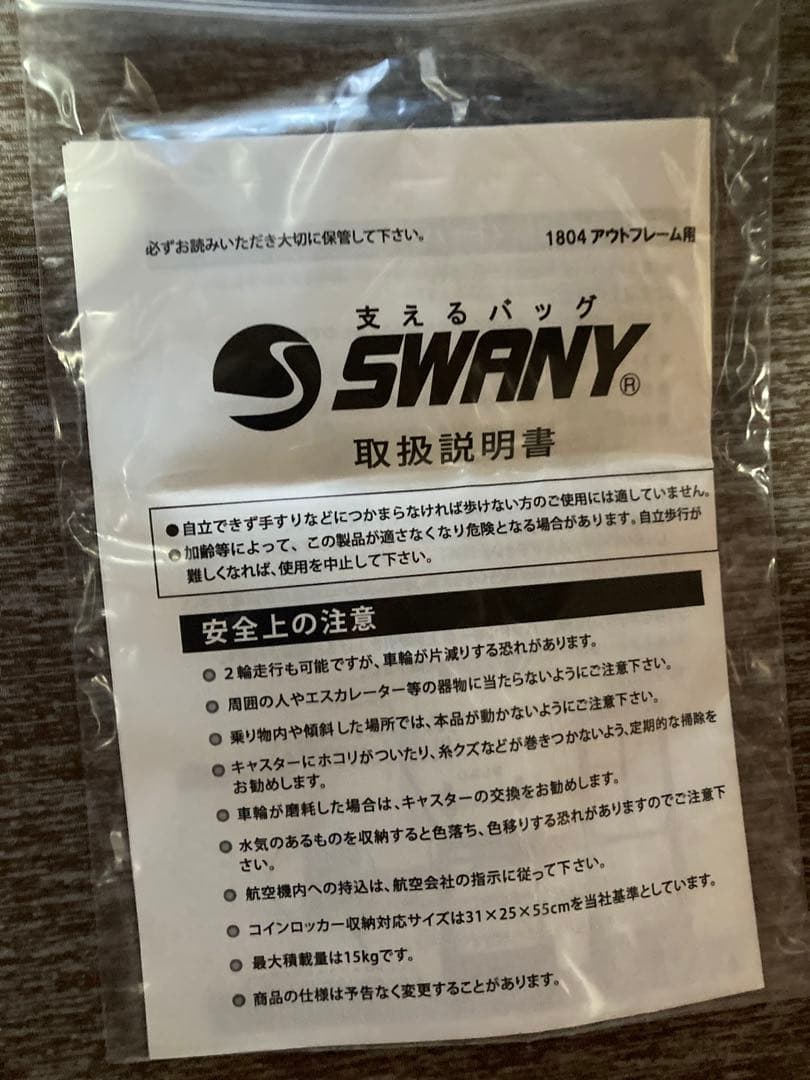 必ずお読みいただき大切に保管して下さい。
1804 アウトフレーム用
支えるバッグ
SWANY®
取扱説明書
●自立できず手すりなどにつかまらなければ歩けない方のご使用には適していません。
●加齢等によって、この製品が適さなくなり危険となる場合があります。自立歩行が
難しくなれば、使用を中止して下さい。
安全上の注意
●2輪走行も可能ですが、車輪が片減りする恐れがあります。
●周囲の人やエスカレーター等の器物に当たらないようにご注意下さい。
●乗り物内や傾斜した場所では、本品が動かないようにご注意下さい。
●キャスターにホコリがついたり、糸クズなどが巻きつかないよう、定期的な掃除を
お勧めします。
●車輪が磨耗した場合は、キャスターの交換をお勧めします。
●水気のあるものを収納すると色落ち、色移りする恐れがありますのでご注意下
さい。
●航空機内への持込は、航空会社の指示に従って下さい。
●コインロッカー収納対応サイズは31×25×55cmを当社基準としています。
●最大積載量は15kgです。
●商品の仕様は予告なく変更することがあります。